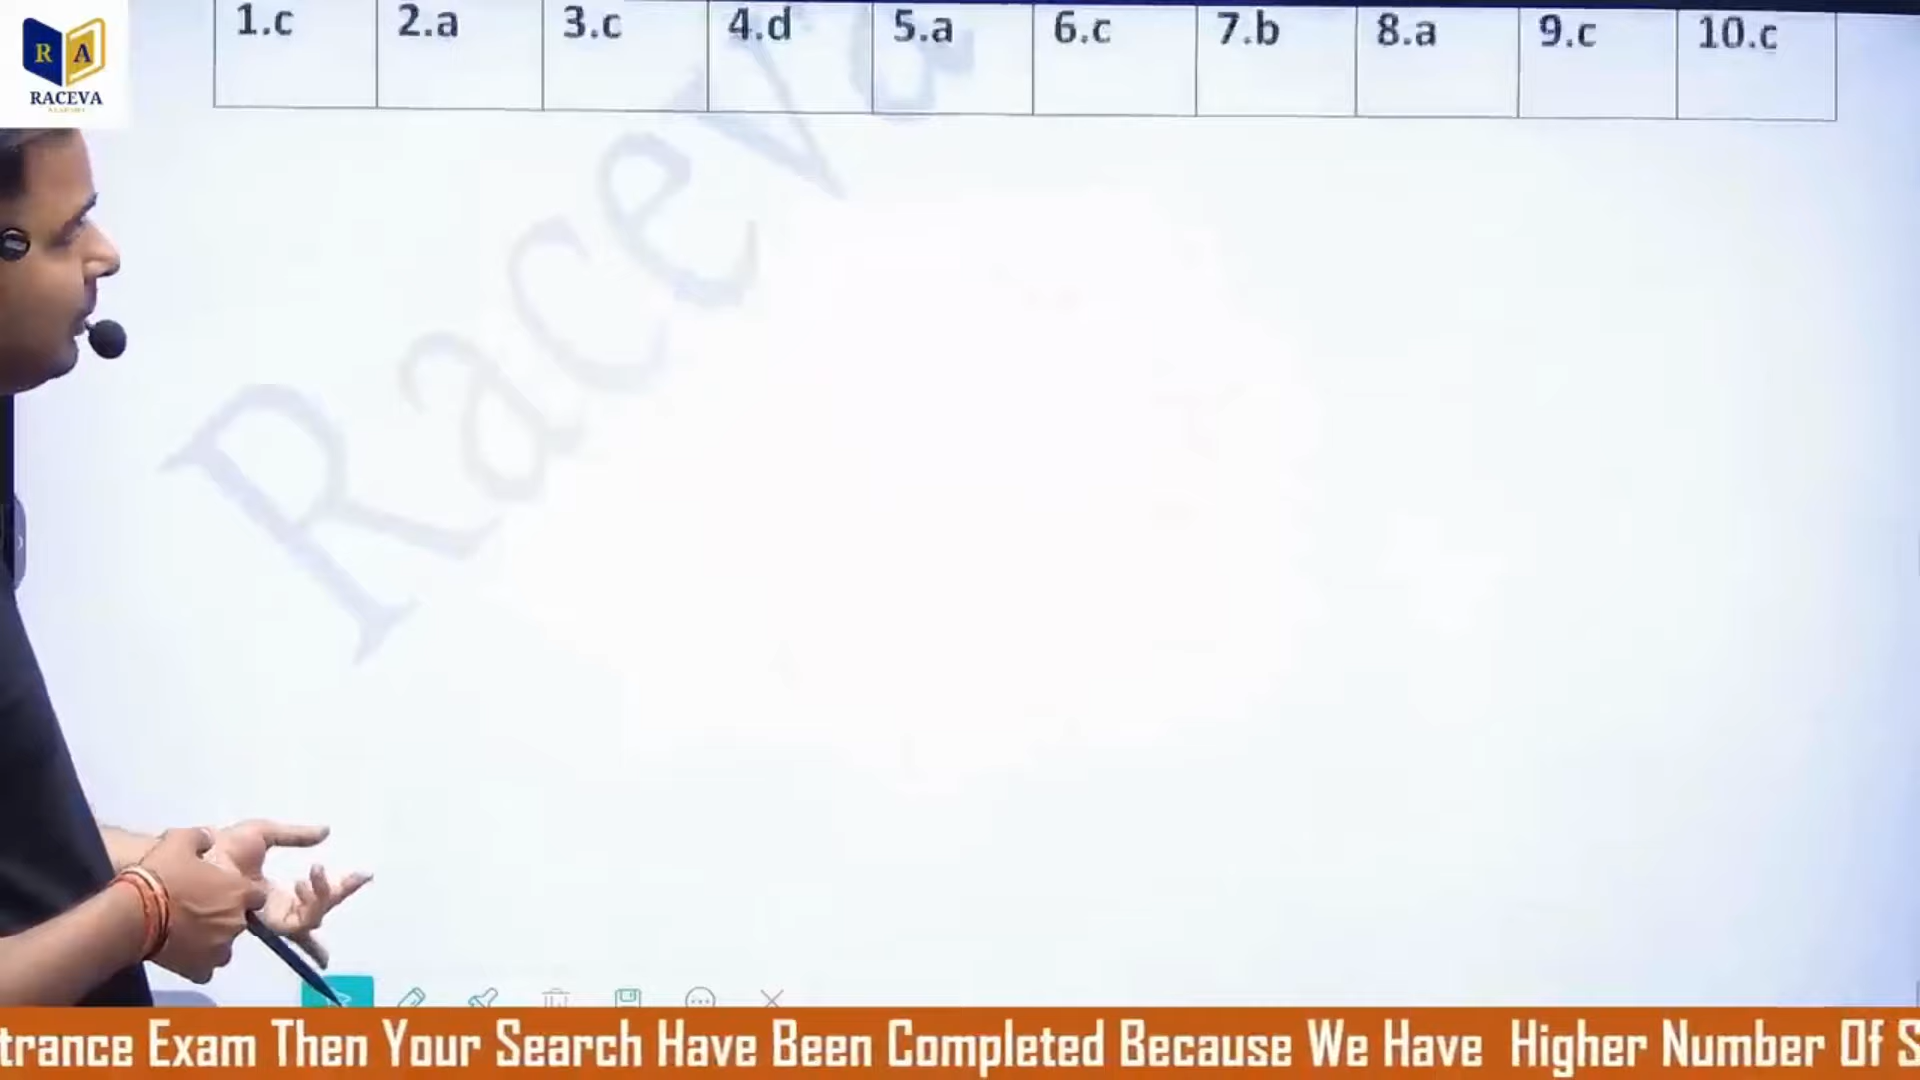 1.c 2.a 3.c 4.d 5.a 6.c 7.b 8.a 9.c 10.c
R A
RACEVA
ACADEMY
Raceva
trance Exam Then Your Search Have Been Completed Because We Have Higher Number Of S